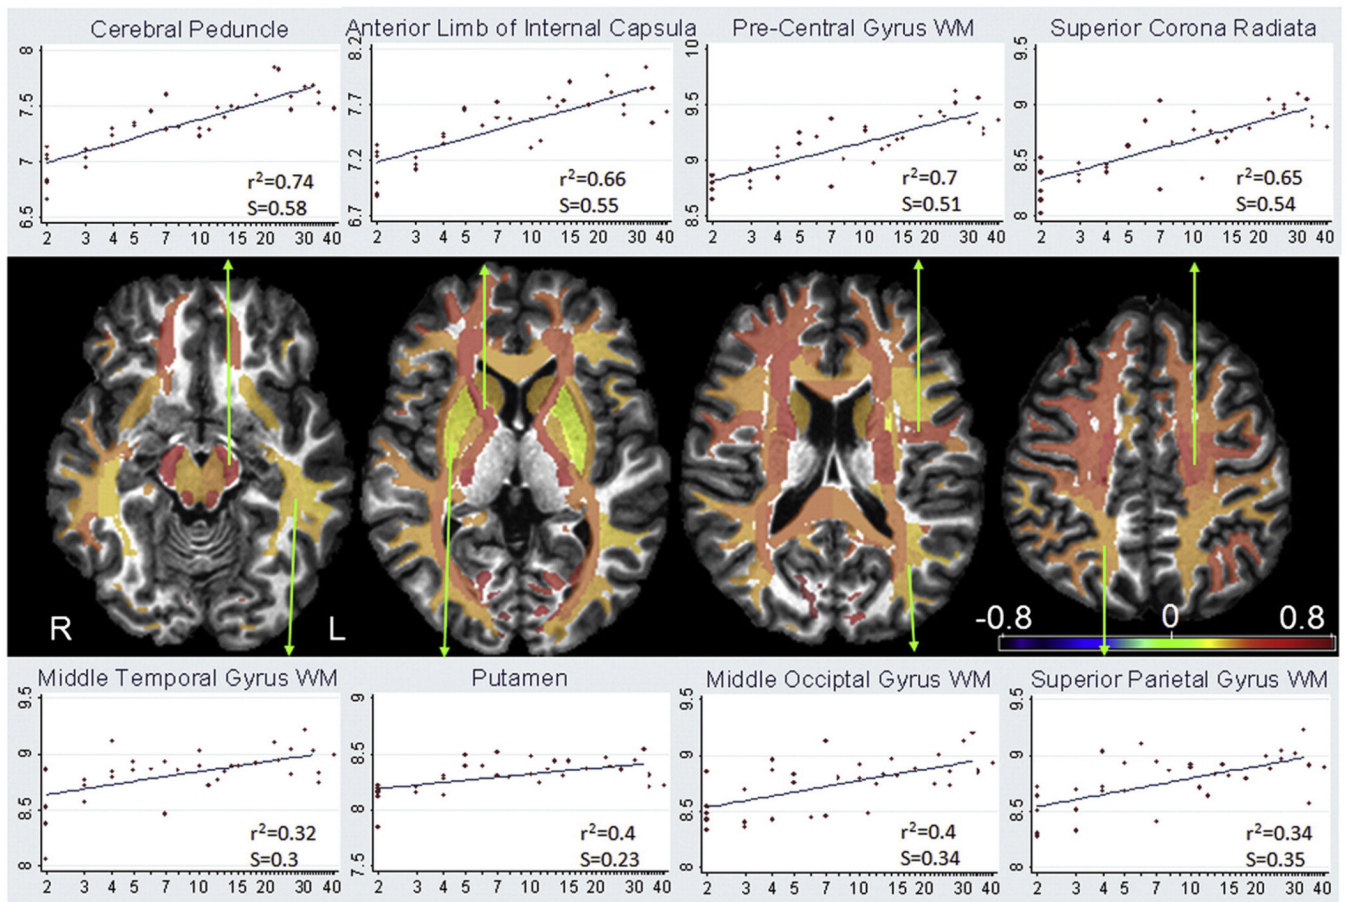 Cerebral Peduncle
Anterior Limb of Internal Capsula
Pre-Central Gyrus WM
Superior Corona Radiata
8
7.5
7
6.5
r²=0.74
S=0.58
2 3 4 5 7 10 15 20 30 40
8.2
7.7
7.2
6.7
r²=0.66
S=0.55
2 3 4 5 7 10 15 20 30 40
10
9.5
9
8.5
r²=0.7
S=0.51
2 3 4 5 7 10 15 20 30 40
9.5
9
8.5
8
r²=0.65
S=0.54
2 3 4 5 7 10 15 20 30 40
R
L
-0.8 0 0.8
Middle Temporal Gyrus WM
Putamen
Middle Occiptal Gyrus WM
Superior Parietal Gyrus WM
9.5
9
8.5
8
r²=0.32
S=0.3
2 3 4 5 7 10 15 20 30 40
9
8.5
8
7.5
r²=0.4
S=0.23
2 3 4 5 7 10 15 20 30 40
9.5
9
8.5
8
r²=0.4
S=0.34
2 3 4 5 7 10 15 20 30 40
9.5
9
8.5
8
r²=0.34
S=0.35
2 3 4 5 7 10 15 20 30 40